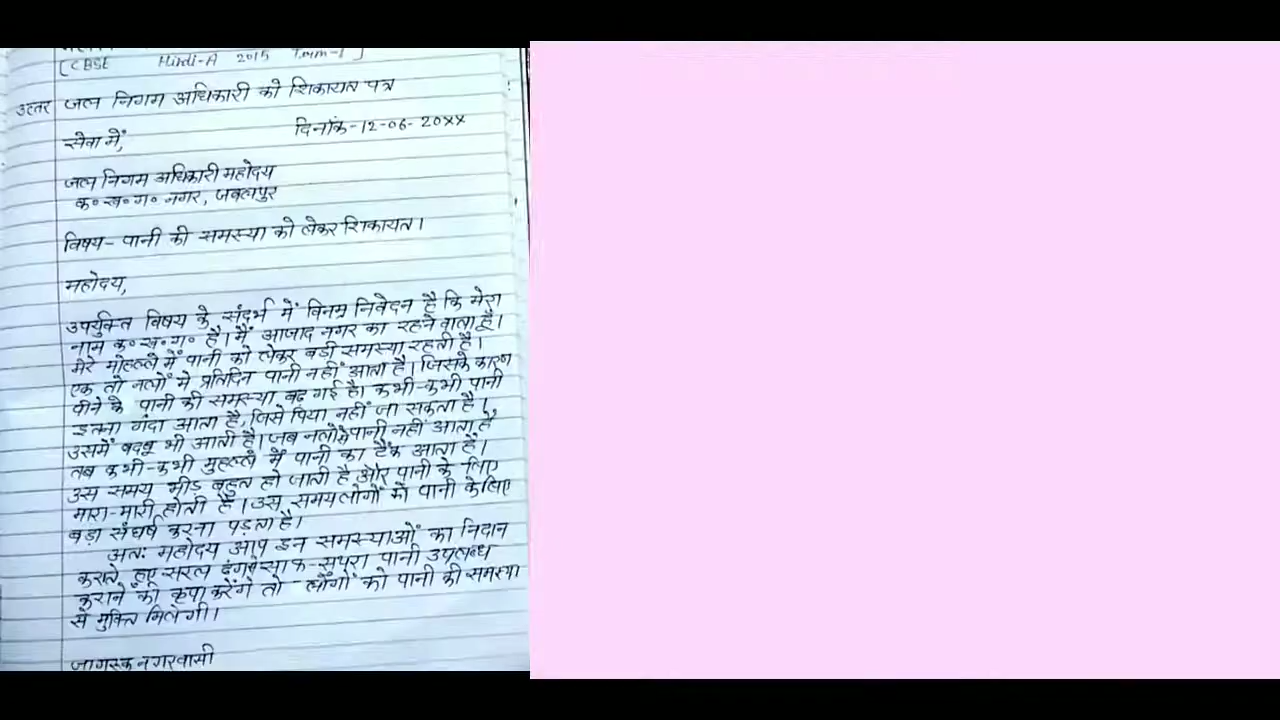 [CBSE Hindi-A 2015 Term-1]
उत्तर जल निगम अधिकारी को शिकायत पत्र
दिनांक-12-06-20xx
सेवा में,
जल निगम अधिकारी महोदय
क॰ ख॰ ग॰ नगर, जबलपुर
विषय- पानी की समस्या को लेकर शिकायत।
महोदय,
उपर्युक्त विषय के संदर्भ में विनम्र निवेदन है कि मेरा
नाम क॰ ख॰ ग॰ है। मैं आजाद नगर का रहने वाला हूँ।
मेरे मोहल्ले में पानी को लेकर बड़ी समस्या रहती है।
एक तो नलों में प्रतिदिन पानी नहीं आता है। जिसके कारण
पीने के पानी की समस्या बढ़ गई है। कभी-कभी पानी
इतना गंदा आता है, जिसे पिया नहीं जा सकता है।
उसमें बदबू भी आती है। जब नलों में पानी नहीं आता है,
तब कभी-कभी मुहल्ले में पानी का टैंक आता है।
उस समय भीड़ बहुत हो जाती है और पानी के लिए
मारा-मारी होती है। उस समय लोगों को पानी के लिए
बड़ा संघर्ष करना पड़ता है।
अतः महोदय आप इन समस्याओं का निदान
कराते हुए सरल ढंग से साफ-सुथरा पानी उपलब्ध
कराने की कृपा करेंगे तो लोगों को पानी की समस्या
से मुक्ति मिलेगी।
जागरूक नगरवासी